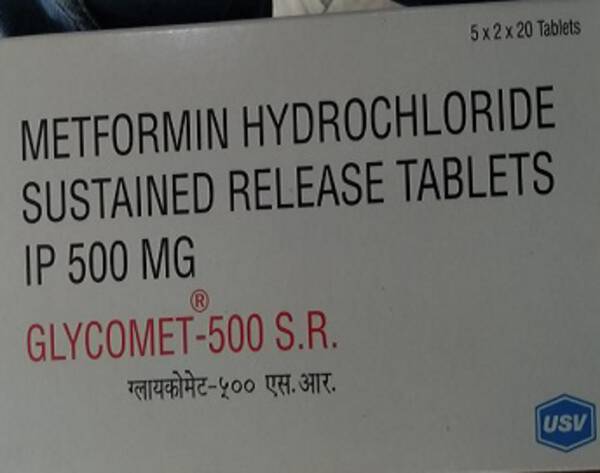 5 x 2 x 20 Tablets
METFORMIN HYDROCHLORIDE
SUSTAINED RELEASE TABLETS
IP 500 MG
GLYCOMET®-500 S.R.
ग्लायकोमेट-५०० एस.आर.
USV